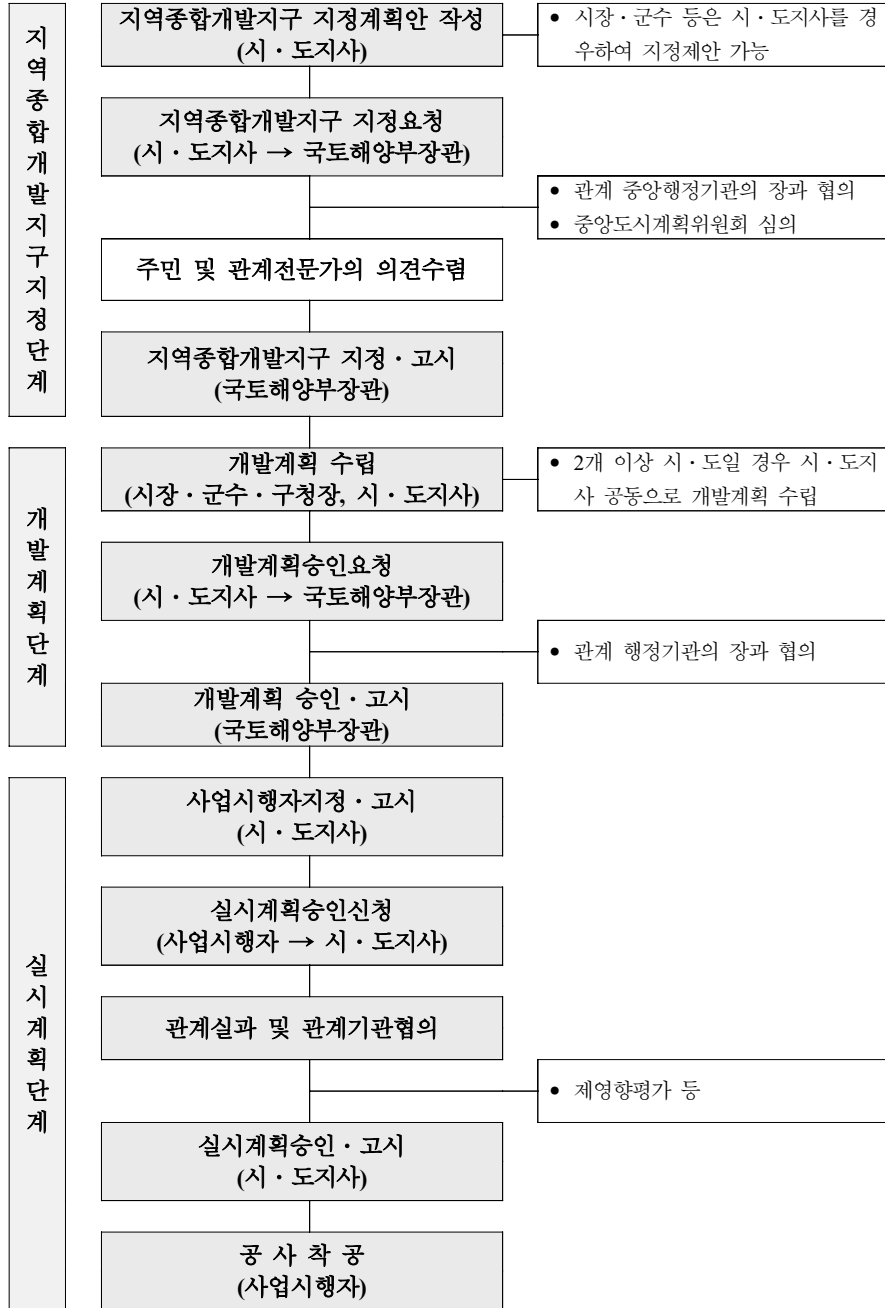 지역종합개발지구지정단계
지역종합개발지구 지정계획안 작성
(시・도지사)
• 시장・군수 등은 시・도지사를 경
우하여 지정제안 가능
지역종합개발지구 지정요청
(시・도지사 → 국토해양부장관)
• 관계 중앙행정기관의 장과 협의
• 중앙도시계획위원회 심의
주민 및 관계전문가의 의견수렴
지역종합개발지구 지정・고시
(국토해양부장관)
개발계획단계
개발계획 수립
(시장・군수・구청장, 시・도지사)
• 2개 이상 시・도일 경우 시・도지
사 공동으로 개발계획 수립
개발계획승인요청
(시・도지사 → 국토해양부장관)
• 관계 행정기관의 장과 협의
개발계획 승인・고시
(국토해양부장관)
실시계획단계
사업시행자지정・고시
(시・도지사)
실시계획승인신청
(사업시행자 → 시・도지사)
관계실과 및 관계기관협의
• 제영향평가 등
실시계획승인・고시
(시・도지사)
공 사 착 공
(사업시행자)